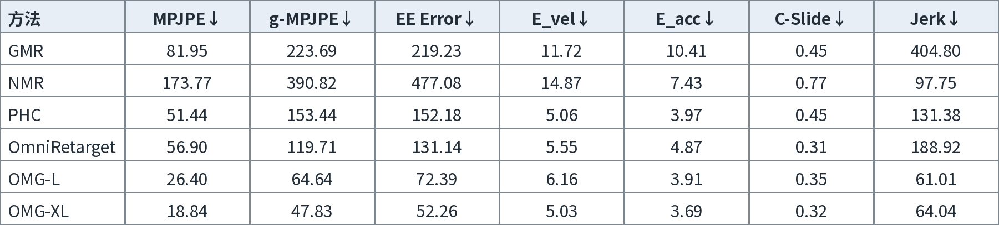 方法 MPJPE↓ g-MPJPE↓ EE Error↓ E_vel↓ E_acc↓ C-Slide↓ Jerk↓
GMR 81.95 223.69 219.23 11.72 10.41 0.45 404.80
NMR 173.77 390.82 477.08 14.87 7.43 0.77 97.75
PHC 51.44 153.44 152.18 5.06 3.97 0.45 131.38
OmniRetarget 56.90 119.71 131.14 5.55 4.87 0.31 188.92
OMG-L 26.40 64.64 72.39 6.16 3.91 0.35 61.01
OMG-XL 18.84 47.83 52.26 5.03 3.69 0.32 64.04